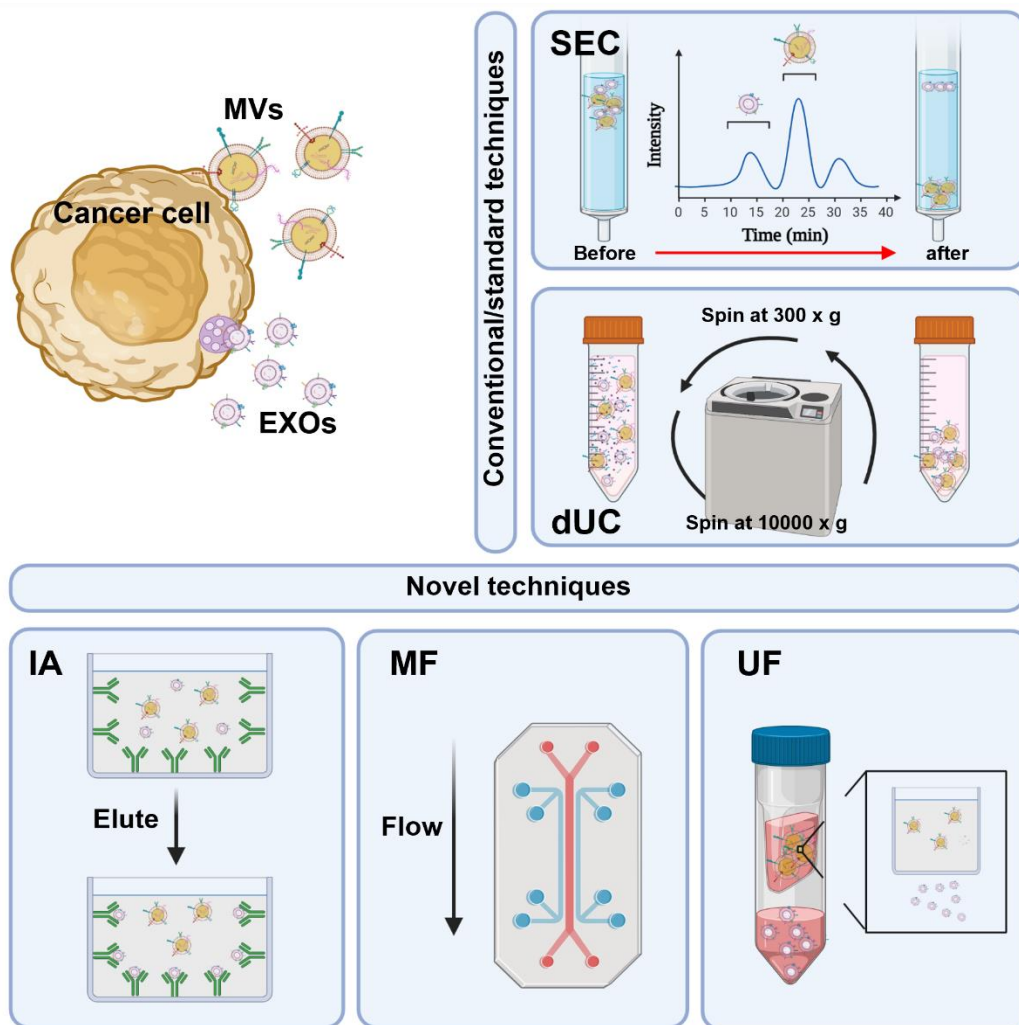 MVs
Cancer cell
EXOs
Conventional/standard techniques
SEC
Intensity
0 5 10 15 20 25 30 35 40
Time (min)
Before
after
Spin at 300 x g
dUC
Spin at 10000 x g
Novel techniques
IA
Elute
MF
Flow
UF